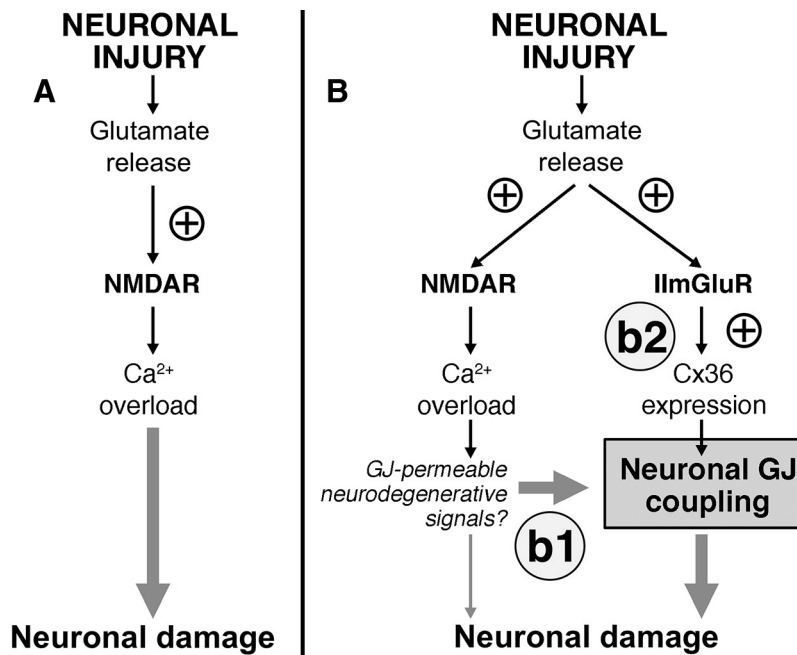 NEURONAL
INJURY
A
Glutamate
release
+
NMDAR
Ca²⁺
overload
Neuronal damage
NEURONAL
INJURY
B
Glutamate
release
+ +
NMDAR IImGluR
b2 +
Ca²⁺ Cx36
overload expression
GJ-permeable
neurodegenerative
signals?
Neuronal GJ
coupling
b1
Neuronal damage